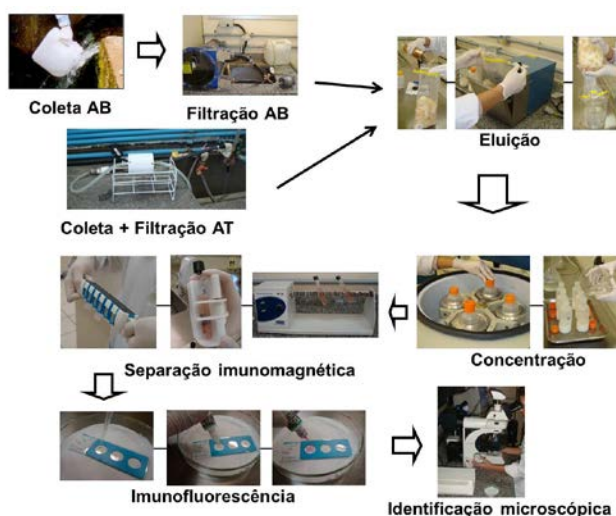 Coleta AB
Filtração AB
Eluição
Coleta + Filtração AT
Concentração
Separação imunomagnética
Imunofluorescência
Identificação microscópica